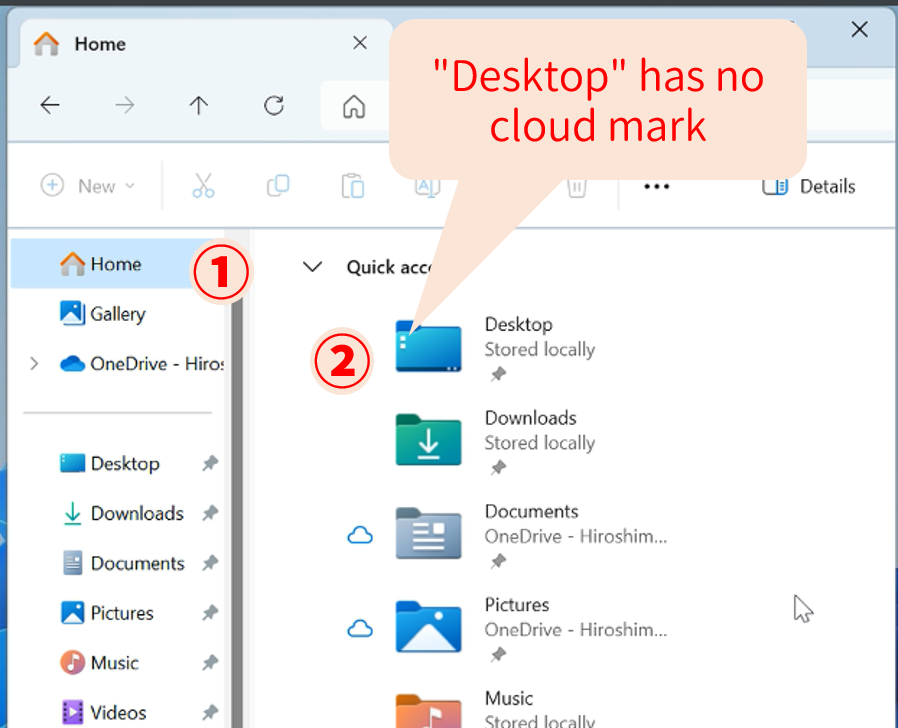 Home
"Desktop" has no
cloud mark
New
Details
Home
Gallery
OneDrive - Hiros
Desktop
Downloads
Documents
Pictures
Music
Videos
1
Quick acc
2
Desktop
Stored locally
Downloads
Stored locally
Documents
OneDrive - Hiroshim...
Pictures
OneDrive - Hiroshim...
Music
Stored locally